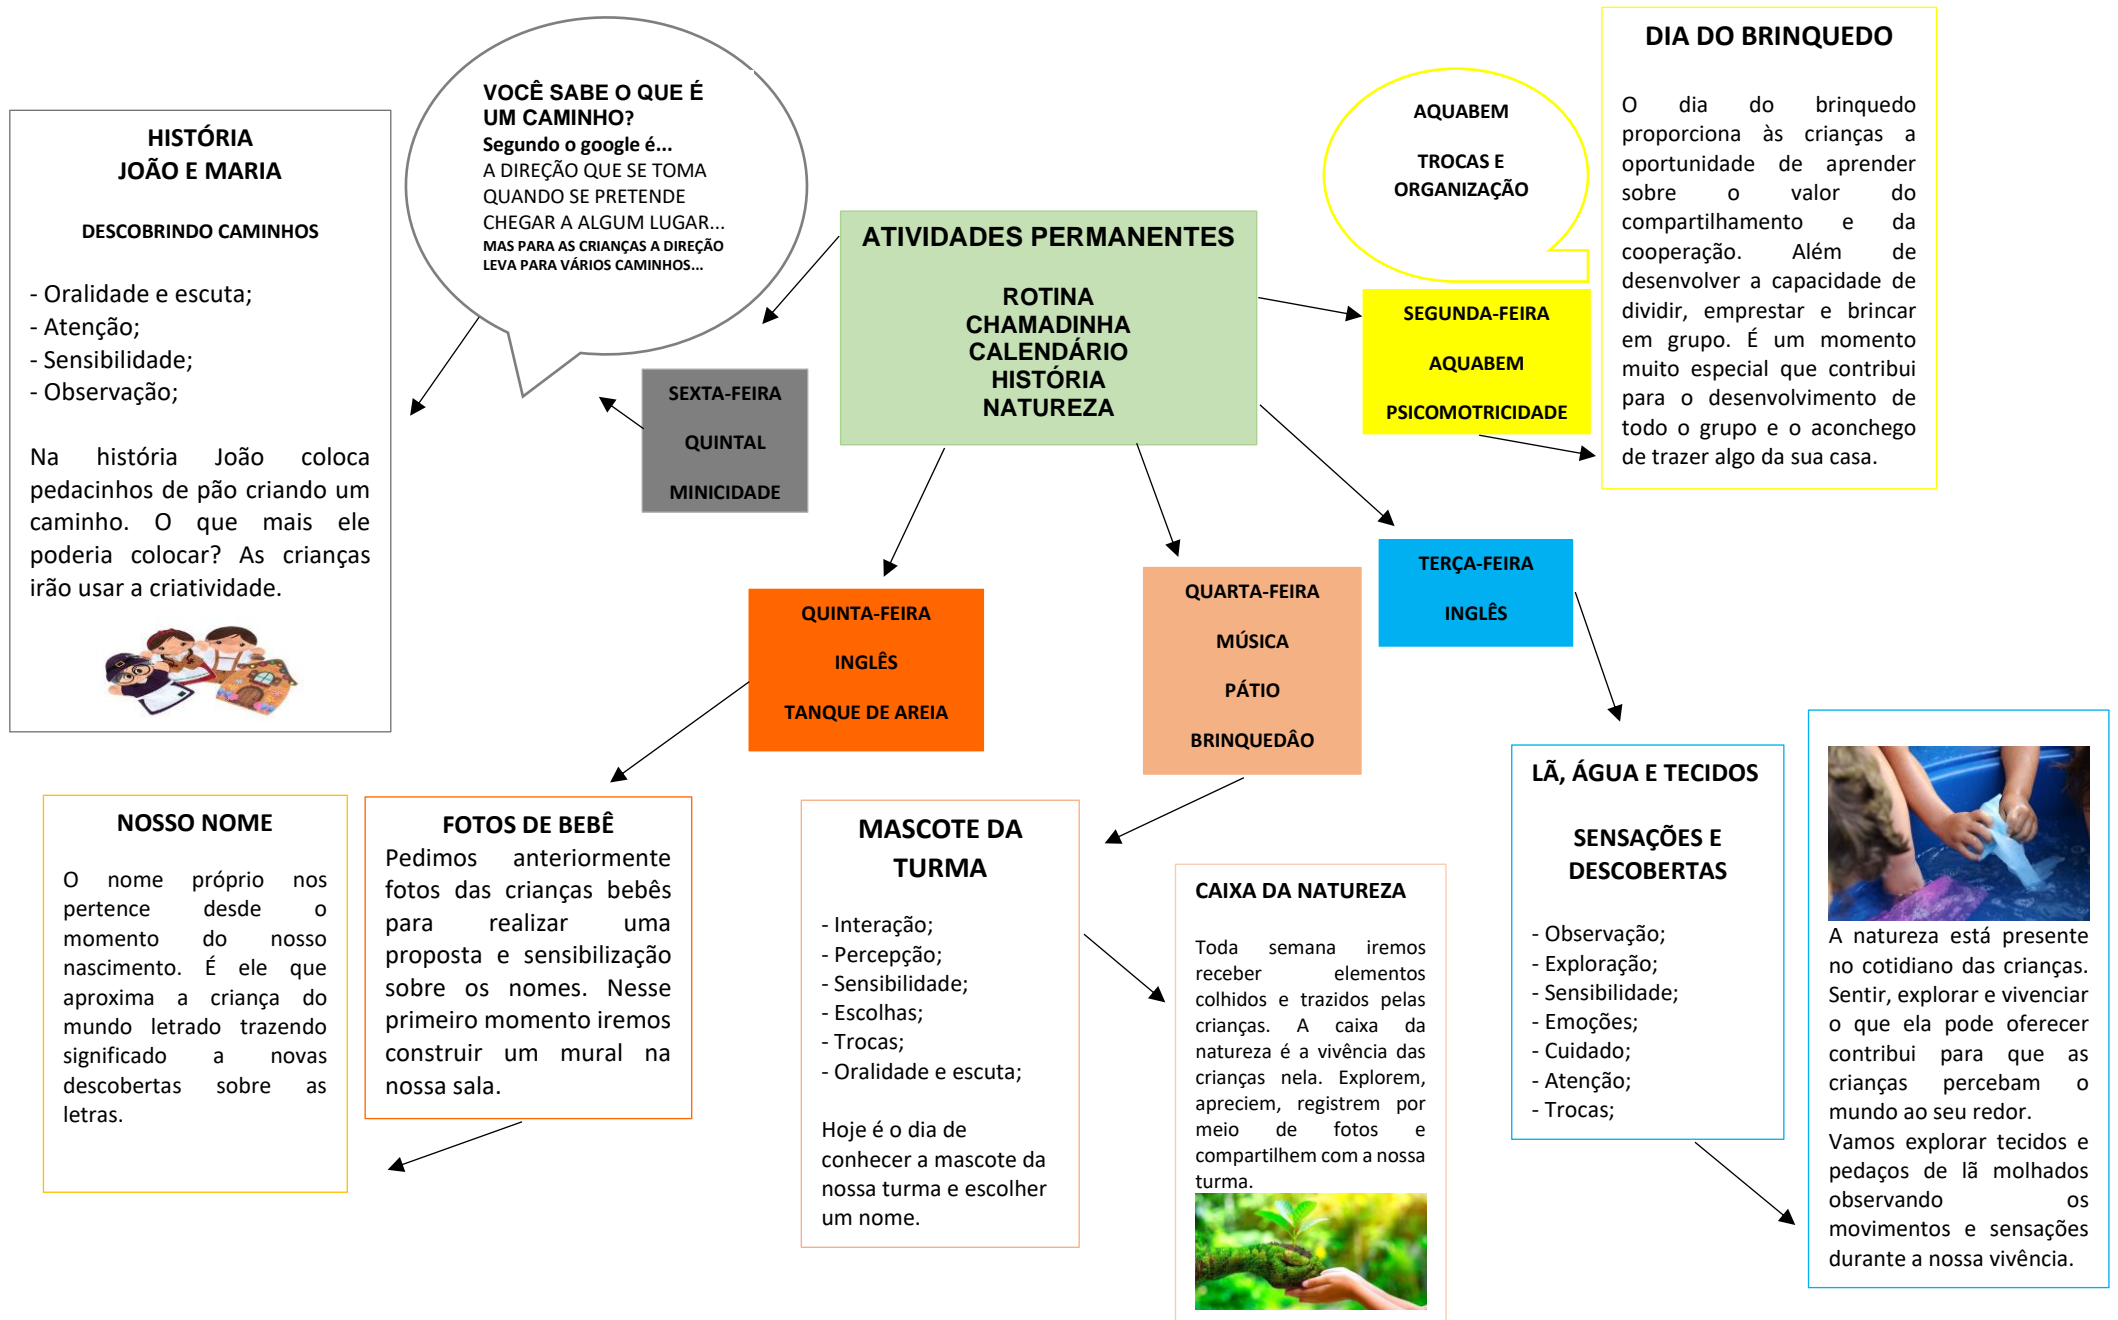 HISTÓRIA
JOÃO E MARIA
DESCOBRINDO CAMINHOS
- Oralidade e escuta;
- Atenção;
- Sensibilidade;
- Observação;
Na história João coloca
pedacinhos de pão criando um
caminho. O que mais ele
poderia colocar? As crianças
irão usar a criatividade.
VOCÊ SABE O QUE É
UM CAMINHO?
Segundo o google é...
A DIREÇÃO QUE SE TOMA
QUANDO SE PRETENDE
CHEGAR A ALGUM LUGAR...
MAS PARA AS CRIANÇAS A DIREÇÃO
LEVA PARA VÁRIOS CAMINHOS...
ATIVIDADES PERMANENTES
ROTINA
CHAMADINHA
CALENDÁRIO
HISTÓRIA
NATUREZA
AQUABEM
TROCAS E
ORGANIZAÇÃO
DIA DO BRINQUEDO
O dia do brinquedo
proporciona às crianças a
oportunidade de aprender
sobre o valor do
compartilhamento e da
cooperação. Além de
desenvolver a capacidade de
dividir, emprestar e brincar
em grupo. É um momento
muito especial que contribui
para o desenvolvimento de
todo o grupo e o aconchego
de trazer algo da sua casa.
SEGUNDA-FEIRA
AQUABEM
PSICOMOTRICIDADE
SEXTA-FEIRA
QUINTAL
MINICIDADE
QUINTA-FEIRA
INGLÊS
TANQUE DE AREIA
QUARTA-FEIRA
MÚSICA
PÁTIO
BRINQUEDÂO
TERÇA-FEIRA
INGLÊS
NOSSO NOME
O nome próprio nos
pertence desde o
momento do nosso
nascimento. É ele que
aproxima a criança do
mundo letrado trazendo
significado a novas
descobertas sobre as
letras.
FOTOS DE BEBÊ
Pedimos anteriormente
fotos das crianças bebês
para realizar uma
proposta e sensibilização
sobre os nomes. Nesse
primeiro momento iremos
construir um mural na
nossa sala.
MASCOTE DA
TURMA
- Interação;
- Percepção;
- Sensibilidade;
- Escolhas;
- Trocas;
- Oralidade e escuta;
Hoje é o dia de
conhecer a mascote da
nossa turma e escolher
um nome.
CAIXA DA NATUREZA
Toda semana iremos
receber elementos
colhidos e trazidos pelas
crianças. A caixa da
natureza é a vivência das
crianças nela. Explorem,
apreciem, registrem por
meio de fotos e
compartilhem com a nossa
turma.
LÃ, ÁGUA E TECIDOS
SENSAÇÕES E
DESCOBERTAS
- Observação;
- Exploração;
- Sensibilidade;
- Emoções;
- Cuidado;
- Atenção;
- Trocas;
A natureza está presente
no cotidiano das crianças.
Sentir, explorar e vivenciar
o que ela pode oferecer
contribui para que as
crianças percebam o
mundo ao seu redor.
Vamos explorar tecidos e
pedaços de lã molhados
observando os
movimentos e sensações
durante a nossa vivência.